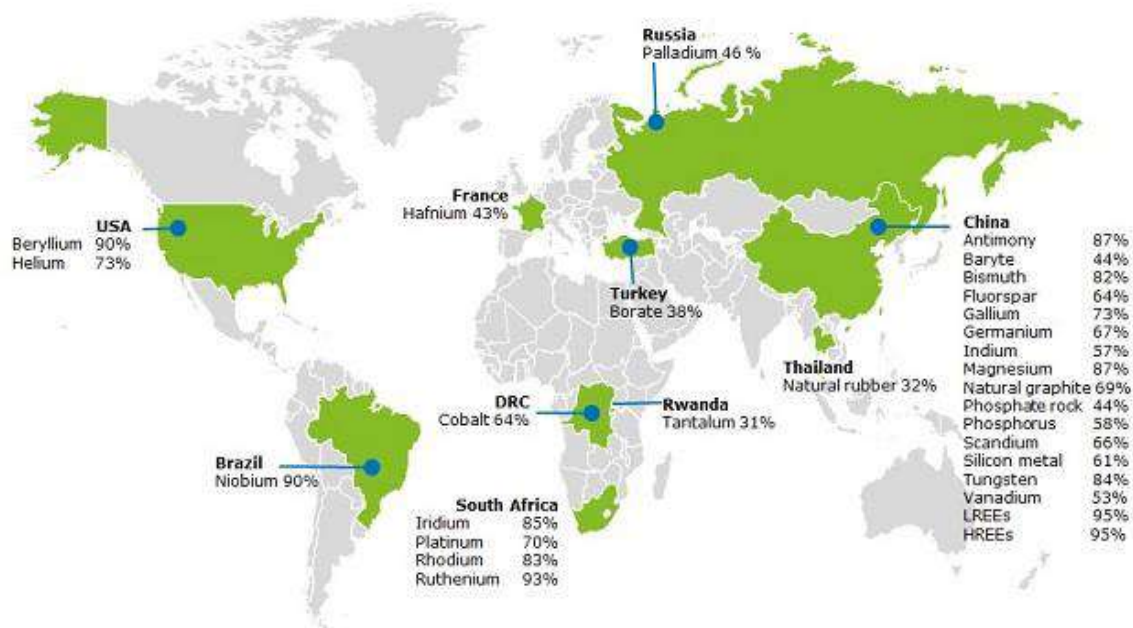 Russia
Palladium 46 %
France
Hafnium 43%
USA
Beryllium 90%
Helium 73%
China
Antimony 87%
Baryte 44%
Bismuth 82%
Fluorspar 64%
Gallium 73%
Germanium 67%
Indium 57%
Magnesium 87%
Natural graphite 69%
Phosphate rock 44%
Phosphorus 58%
Scandium 66%
Silicon metal 61%
Tungsten 84%
Vanadium 53%
LREEs 95%
HREEs 95%
Turkey
Borate 38%
Thailand
Natural rubber 32%
DRC
Cobalt 64%
Rwanda
Tantalum 31%
Brazil
Niobium 90%
South Africa
Iridium 85%
Platinum 70%
Rhodium 83%
Ruthenium 93%